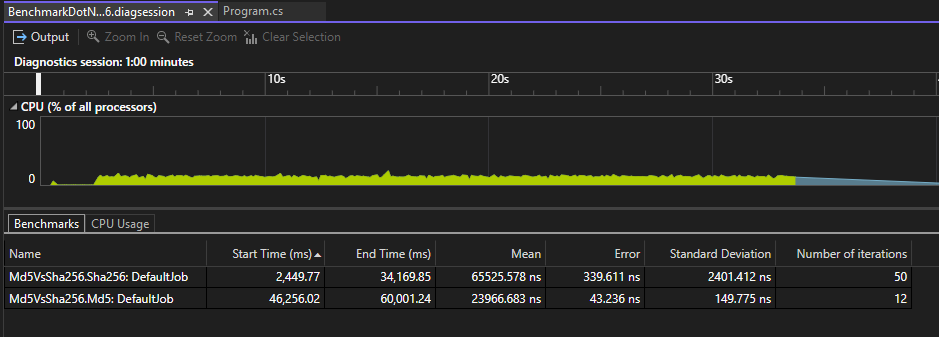 BenchmarkDotN...6.diagsession Program.cs
Output Zoom In Reset Zoom Clear Selection
Diagnostics session: 1:00 minutes
10s 20s 30s
CPU (% of all processors)
100
0
Benchmarks CPU Usage
Name Start Time (ms) End Time (ms) Mean Error Standard Deviation Number of iterations
Md5VsSha256.Sha256: DefaultJob 2,449.77 34,169.85 65525.578 ns 339.611 ns 2401.412 ns 50
Md5VsSha256.Md5: DefaultJob 46,256.02 60,001.24 23966.683 ns 43.236 ns 149.775 ns 12